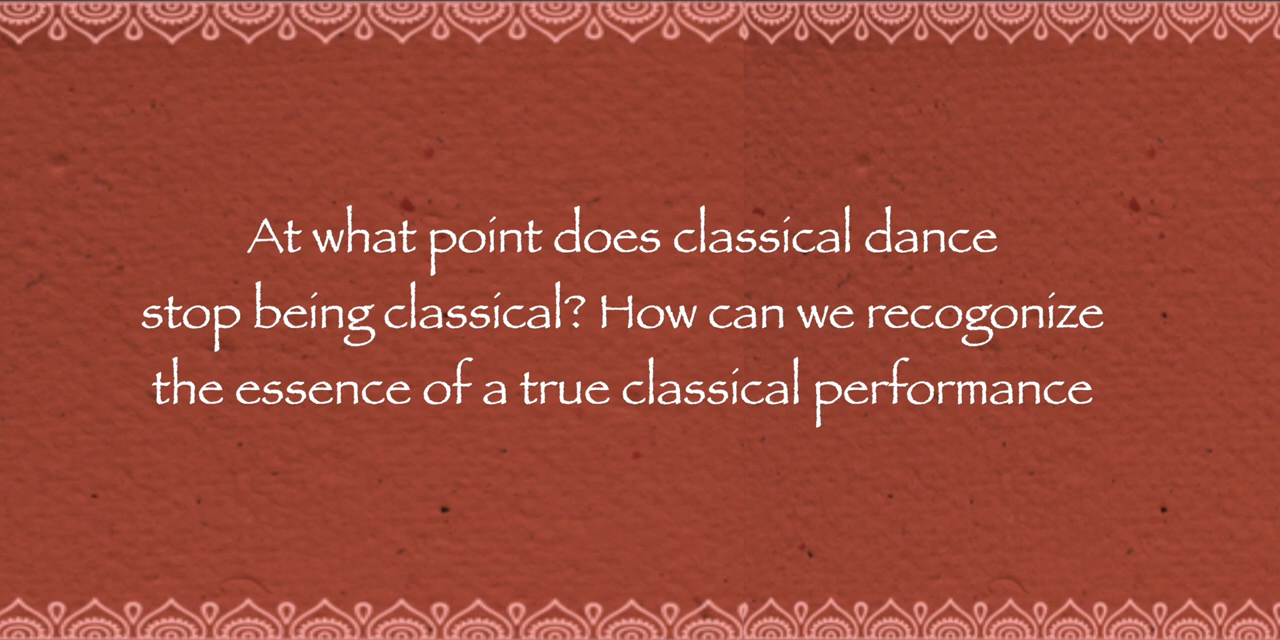 At what point does classical dance
stop being classical? How can we recogonize
the essence of a true classical performance